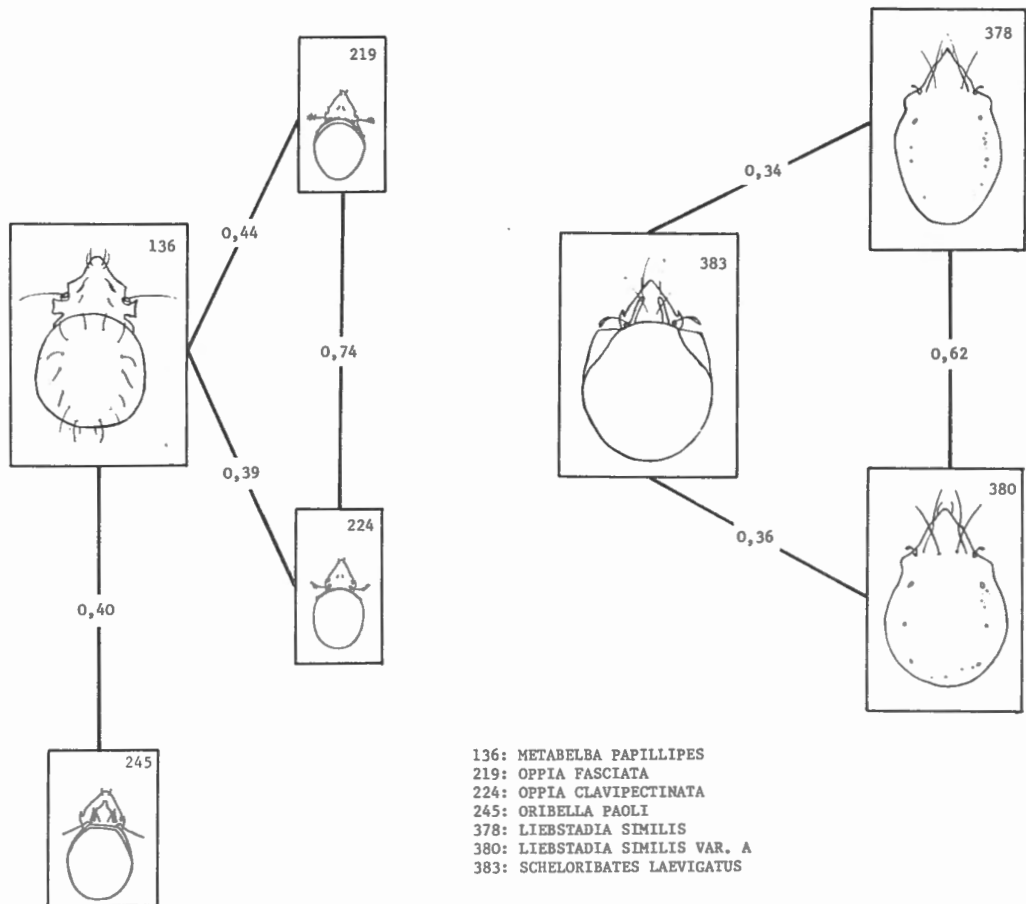 219
378
0,34
0,44
136
383
0,74
0,62
0,39
380
224
0,36
0,40
245
136: METABELBA PAPILLIPES
219: OPPIA FASCIATA
224: OPPIA CLAVIPECTINATA
245: ORIBELLA PAOLI
378: LIEBSTADIA SIMILIS
380: LIEBSTADIA SIMILIS VAR. A
383: SCHELORIBATES LAEVIGATUS